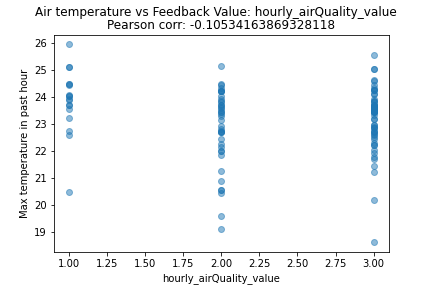 Air temperature vs Feedback Value: hourly_airQuality_value
Pearson corr: -0.10534163869328118
26
25
24
23
22
21
20
19
Max temperature in past hour
1.00 1.25 1.50 1.75 2.00 2.25 2.50 2.75 3.00
hourly_airQuality_value